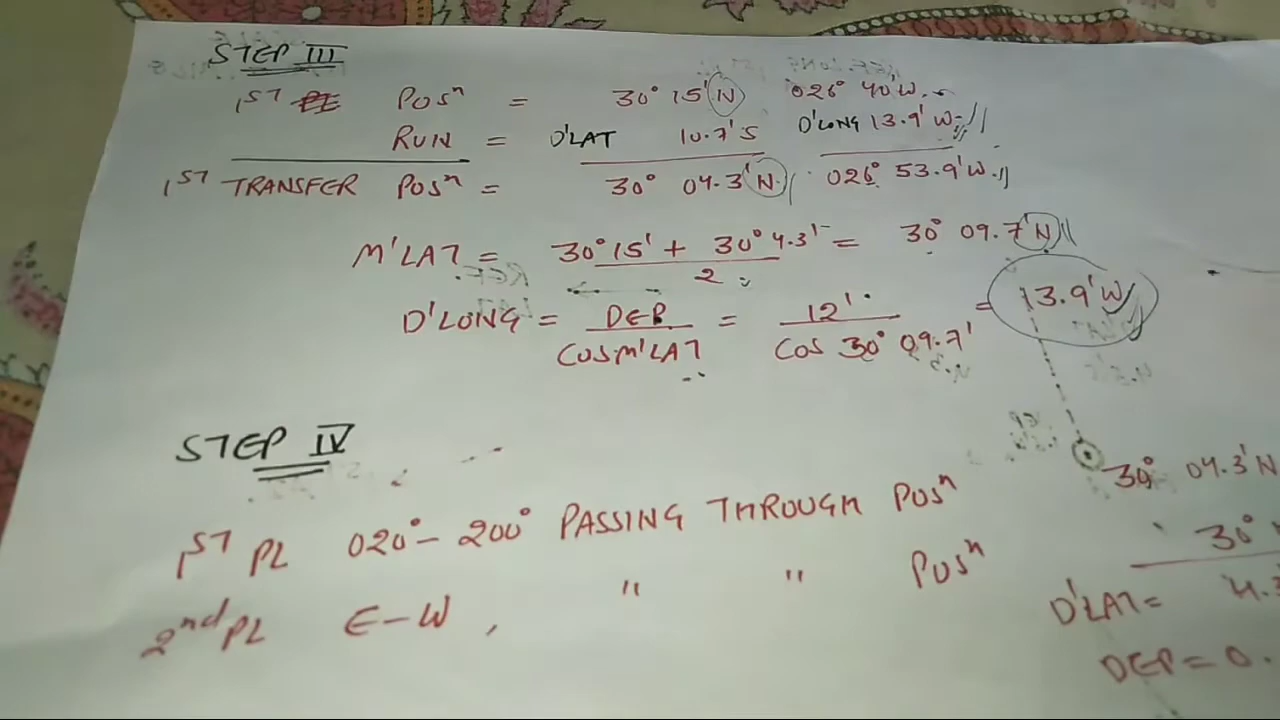 STEP III
1ST POSn = 30° 15' N 026° 40' W.
RUN = D'LAT 10.7' S D'LONG 13.9' W
1ST TRANSFER POSn = 30° 04.3' N 026° 53.9' W
M'LAT = 30° 15' + 30° 4.3' / 2 = 30° 09.7' N
D'LONG = DEP / COS M'LAT = 12' / COS 30° 09.7' = 13.9' W
STEP IV
30° 04.3' N
1ST PL 020° - 200° PASSING THROUGH POSn
30°
2nd PL E-W, " " POSn
D'LAT = 4.3
DEP = 0.